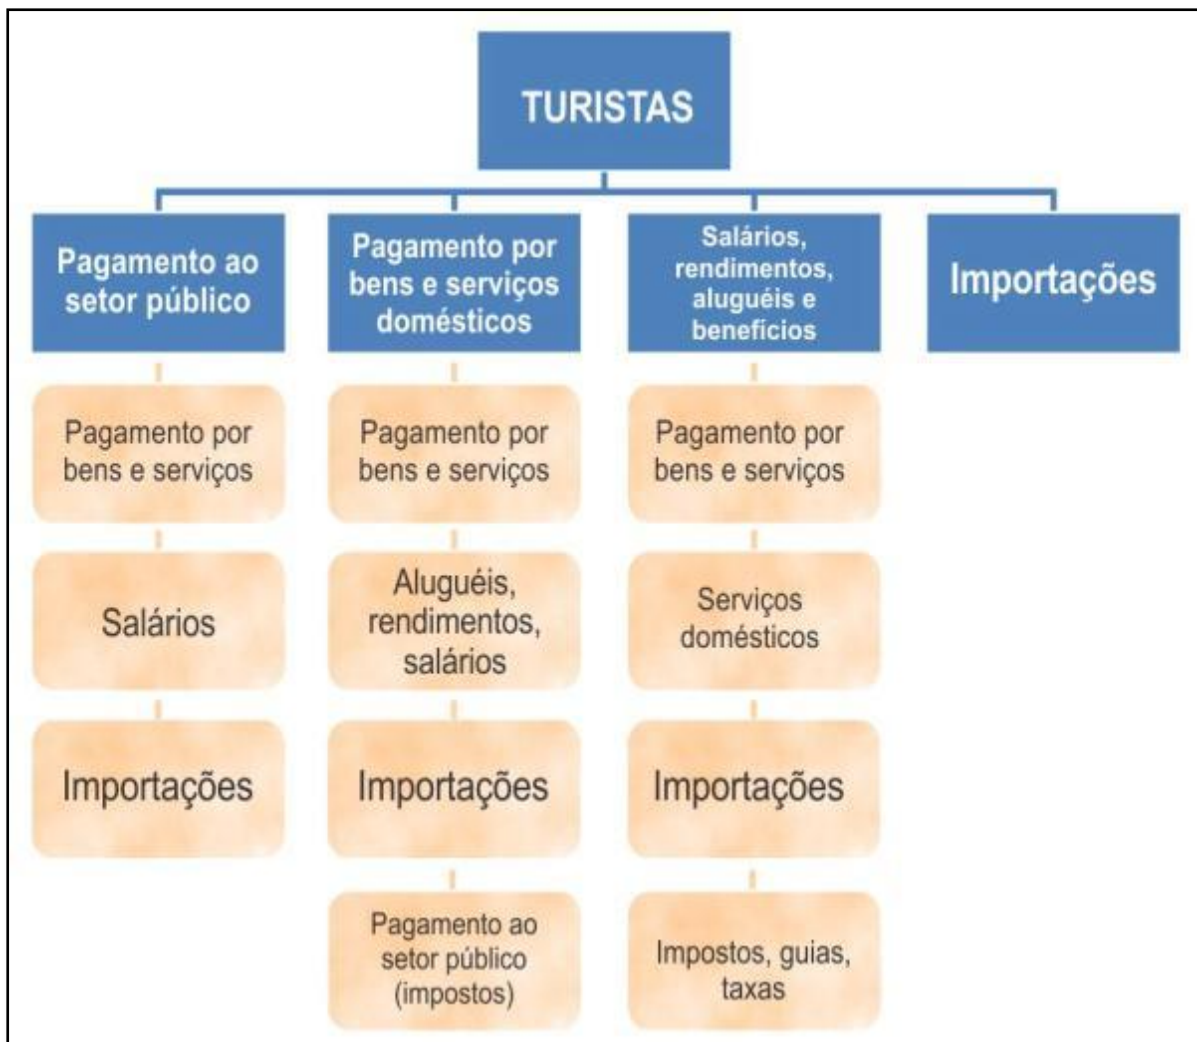 TURISTAS
Pagamento ao
setor público
Pagamento por
bens e serviços
domésticos
Salários,
rendimentos,
aluguéis e
benefícios
Importações
Pagamento por
bens e serviços
Salários
Importações
Pagamento por
bens e serviços
Aluguéis,
rendimentos,
salários
Importações
Pagamento ao
setor público
(impostos)
Pagamento por
bens e serviços
Serviços
domésticos
Importações
Impostos, guias,
taxas